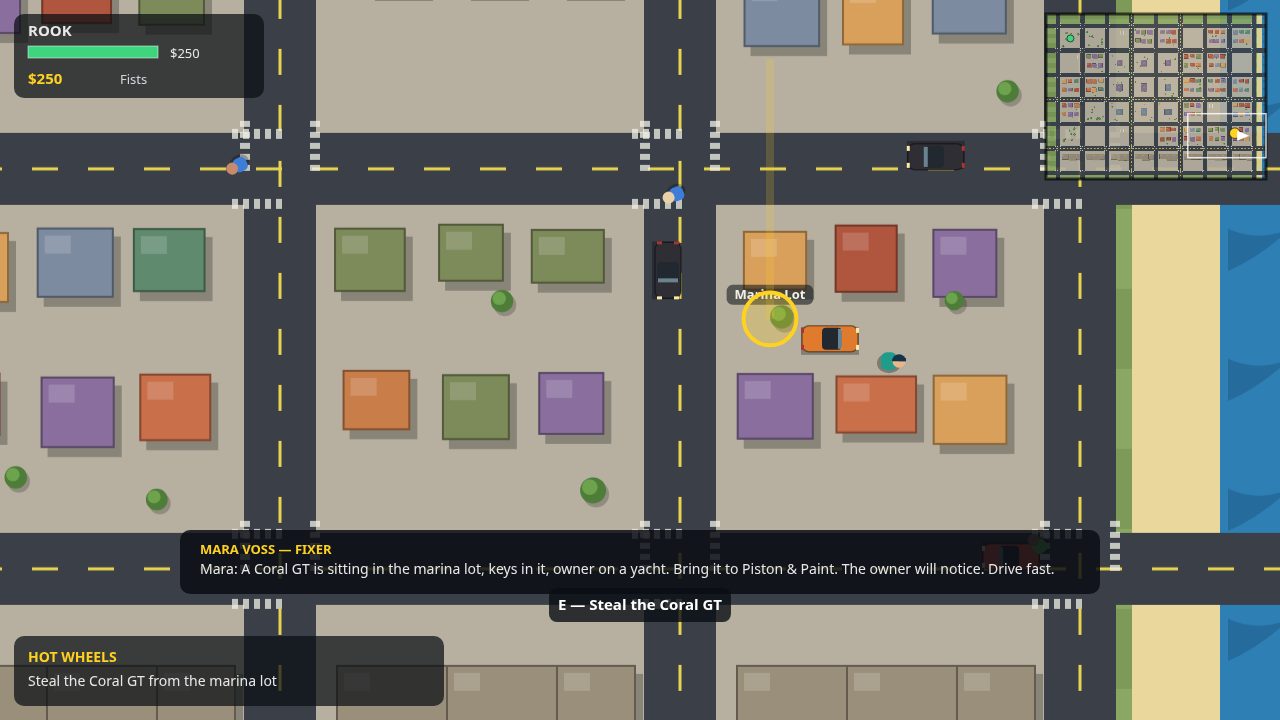 ROOK
$250
$250 Fists
Marina Lot
MARA VOSS — FIXER
Mara: A Coral GT is sitting in the marina lot, keys in it, owner on a yacht. Bring it to Piston & Paint. The owner will notice. Drive fast.
E — Steal the Coral GT
HOT WHEELS
Steal the Coral GT from the marina lot